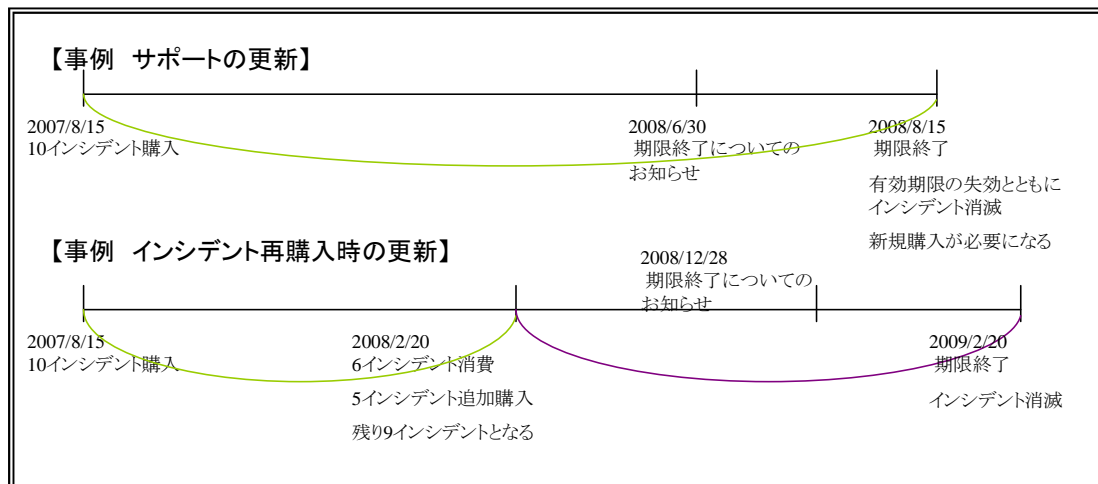 【事例 サポートの更新】
2007/8/15
10インシデント購入
2008/6/30
期限終了についての
お知らせ
2008/8/15
期限終了
有効期限の失効とともに
インシデント消滅
新規購入が必要になる
【事例 インシデント再購入時の更新】
2008/12/28
期限終了についての
お知らせ
2007/8/15
10インシデント購入
2008/2/20
6インシデント消費
5インシデント追加購入
残り9インシデントとなる
2009/2/20
期限終了
インシデント消滅